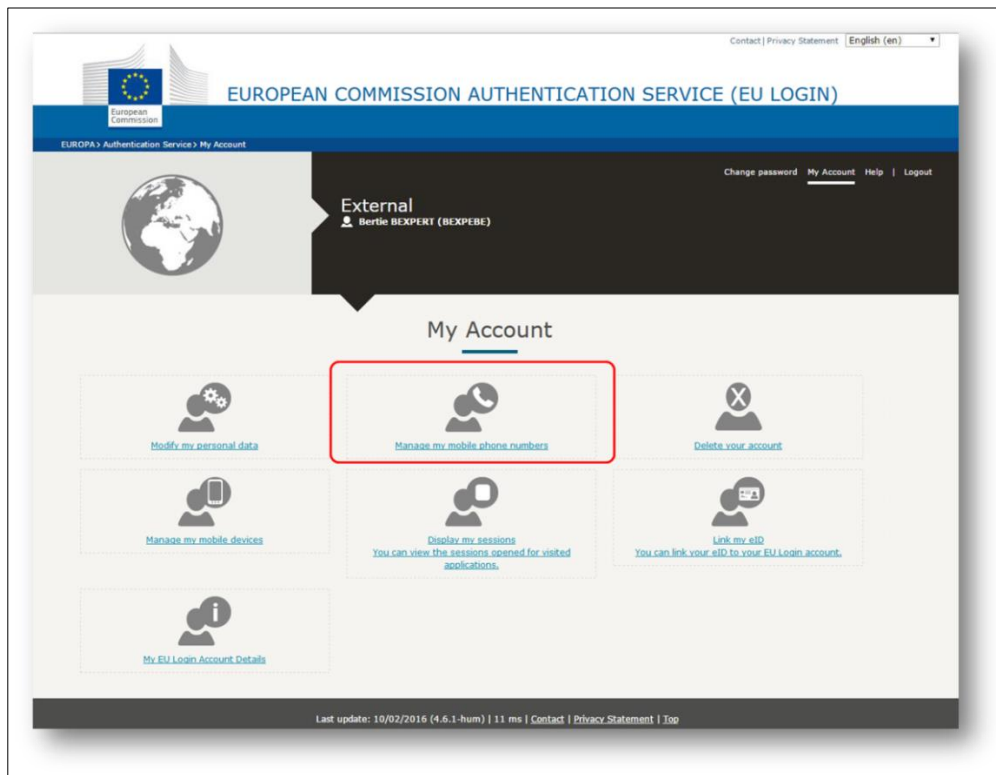 Contact | Privacy Statement English (en)
EUROPEAN COMMISSION AUTHENTICATION SERVICE (EU LOGIN)
European
Commission
EUROPA > Authentication Service > My Account
Change password My Account Help | Logout
External
Bertie BEXPERT (BEXPEBE)
My Account
Modify my personal data
Manage my mobile phone numbers
Delete your account
Manage my mobile devices
Display my sessions
You can view the sessions opened for visited
applications.
Link my eID
You can link your eID to your EU Login account.
My EU Login Account Details
Last update: 10/02/2016 (4.6.1-hum) | 11 ms | Contact | Privacy Statement | Top